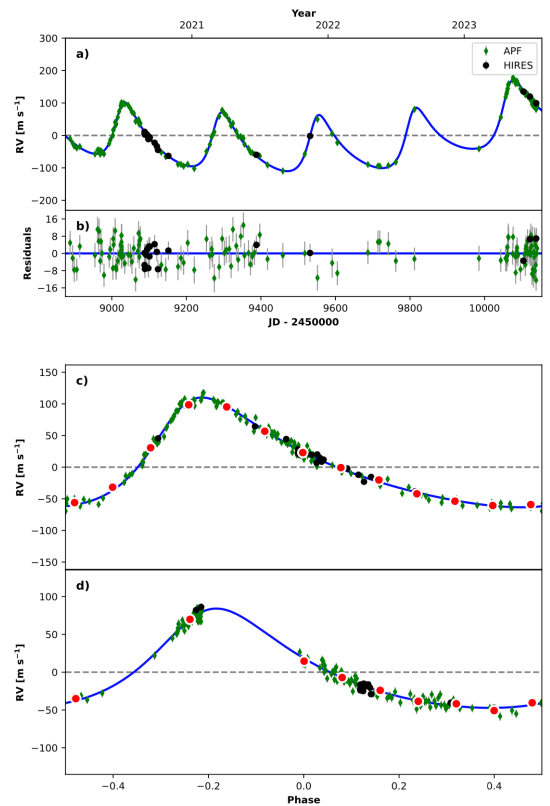 Year
2021 2022 2023
300
200
100
0
−100
−200
RV [m s⁻¹]
a)
APF
HIRES
16
8
0
−8
−16
Residuals
b)
9000 9200 9400 9600 9800 10000
JD - 2450000
150
100
50
0
−50
−100
−150
RV [m s⁻¹]
c)
100
50
0
−50
−100
RV [m s⁻¹]
d)
−0.4 −0.2 0.0 0.2 0.4
Phase